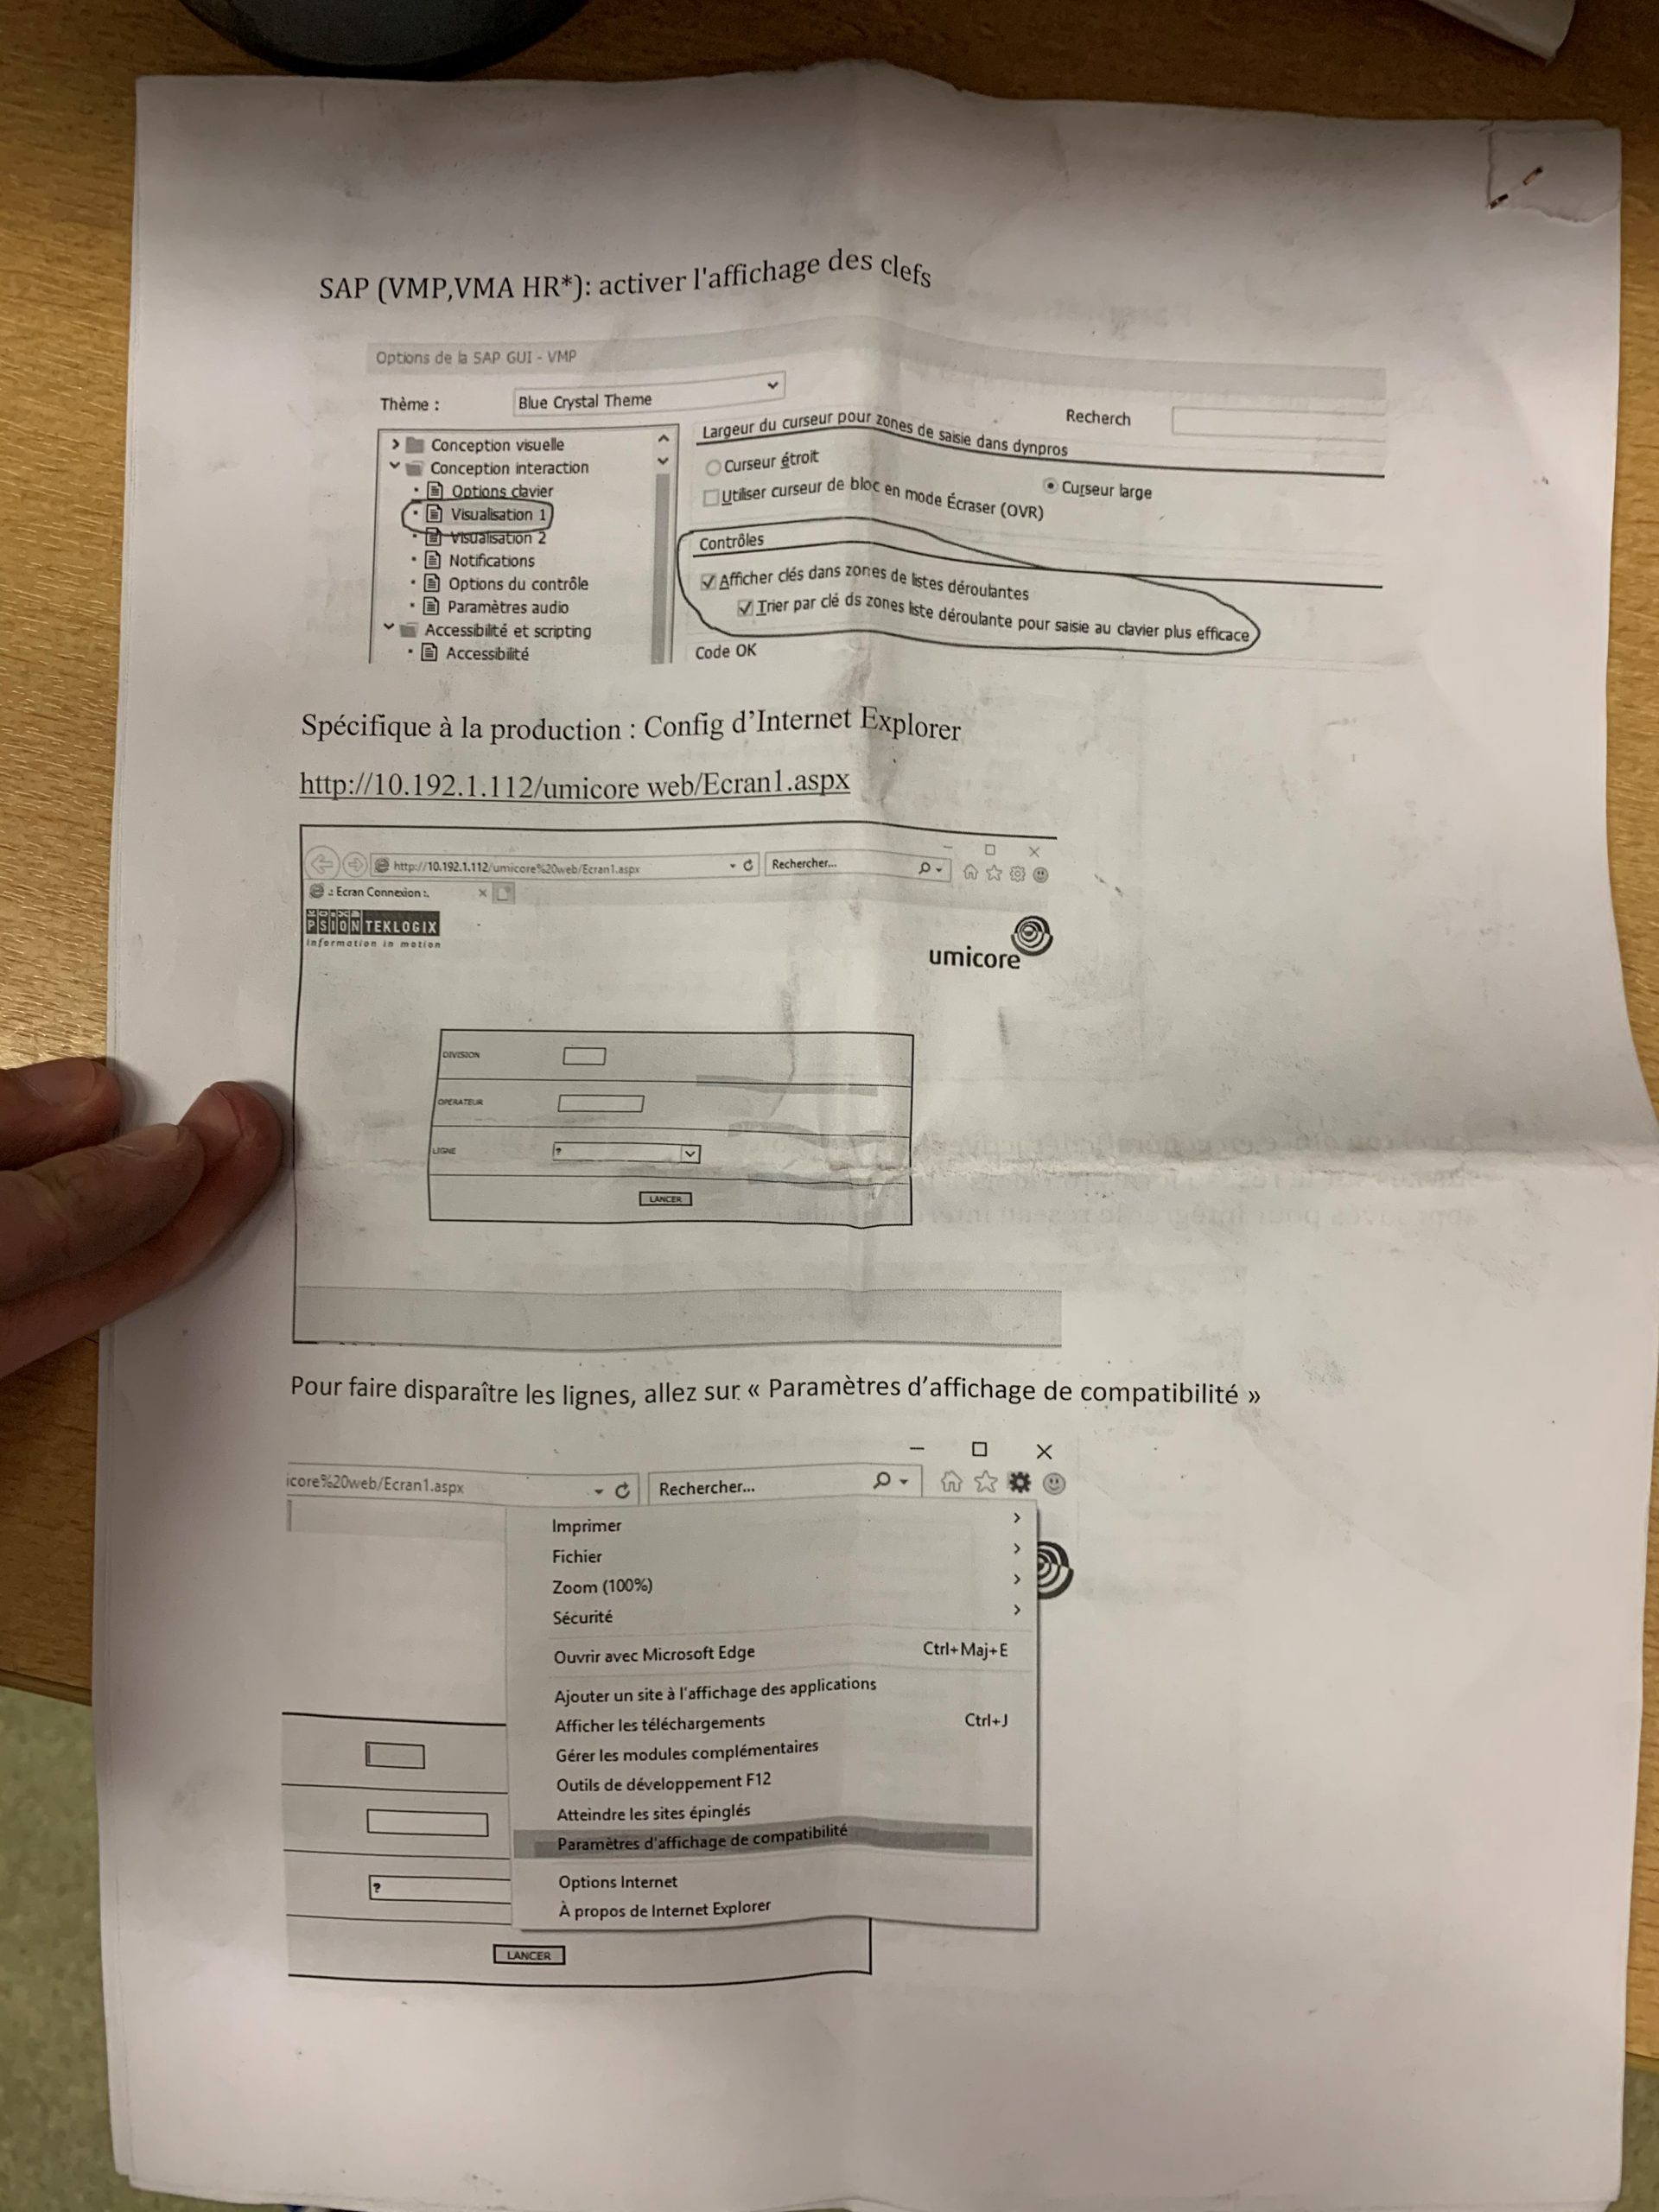 SAP (VMP,VMA HR*): activer l'affichage des clefs
Options de la SAP GUI - VMP
Thème :
Blue Crystal Theme
Recherch
Conception visuelle
Conception interaction
Options clavier
Visualisation 1
Visualisation 2
Notifications
Options du contrôle
Paramètres audio
Accessibilité et scripting
Accessibilité
Largeur du curseur pour zones de saisie dans dynpros
Curseur étroit
Curseur large
Utiliser curseur de bloc en mode Écraser (OVR)
Contrôles
Afficher clés dans zones de listes déroulantes
Trier par clé ds zones liste déroulante pour saisie au clavier plus efficace
Code OK
Spécifique à la production : Config d’Internet Explorer
http://10.192.1.112/umicore web/Ecran1.aspx
http://10.192.1.112/umicore%20web/Ecran1.aspx
Rechercher...
.: Ecran Connexion :.
PSION TEKLOGIX
information in motion
umicore
DIVISION
OPERATEUR
LIGNE
?
LANCER
Pour faire disparaître les lignes, allez sur « Paramètres d’affichage de compatibilité »
icore%20web/Ecran1.aspx
Rechercher...
Imprimer
Fichier
Zoom (100%)
Sécurité
Ouvrir avec Microsoft Edge Ctrl+Maj+E
Ajouter un site à l'affichage des applications
Afficher les téléchargements Ctrl+J
Gérer les modules complémentaires
Outils de développement F12
Atteindre les sites épinglés
Paramètres d'affichage de compatibilité
Options Internet
À propos de Internet Explorer
?
LANCER